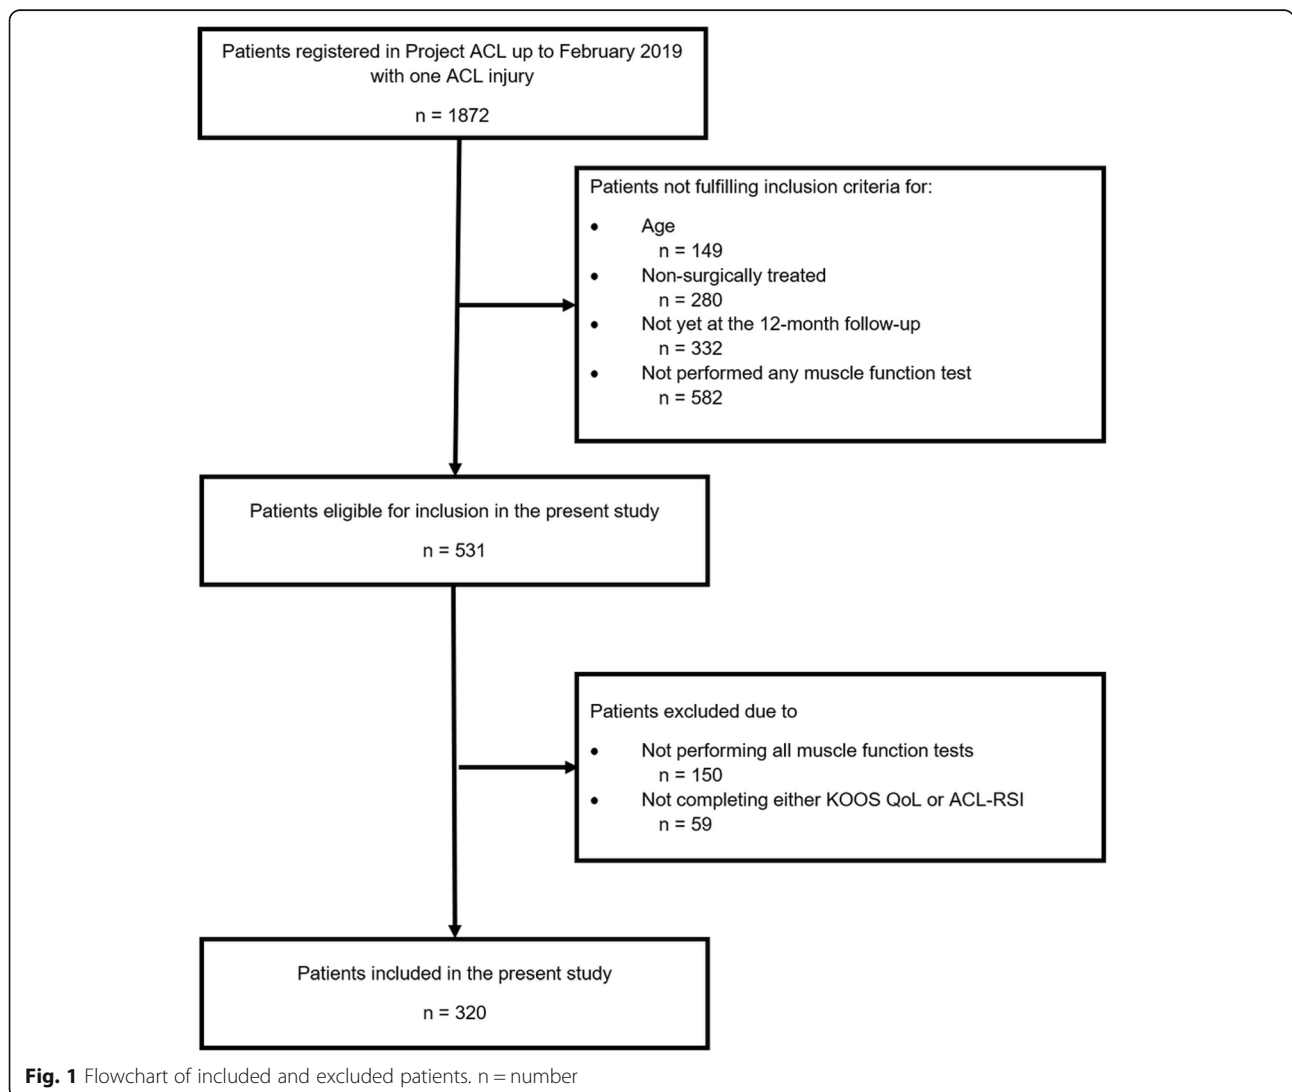 Patients registered in Project ACL up to February 2019
with one ACL injury
n = 1872
Patients not fulfilling inclusion criteria for:
• Age
n = 149
• Non-surgically treated
n = 280
• Not yet at the 12-month follow-up
n = 332
• Not performed any muscle function test
n = 582
Patients eligible for inclusion in the present study
n = 531
Patients excluded due to
• Not performing all muscle function tests
n = 150
• Not completing either KOOS QoL or ACL-RSI
n = 59
Patients included in the present study
n = 320
Fig. 1 Flowchart of included and excluded patients. n = number